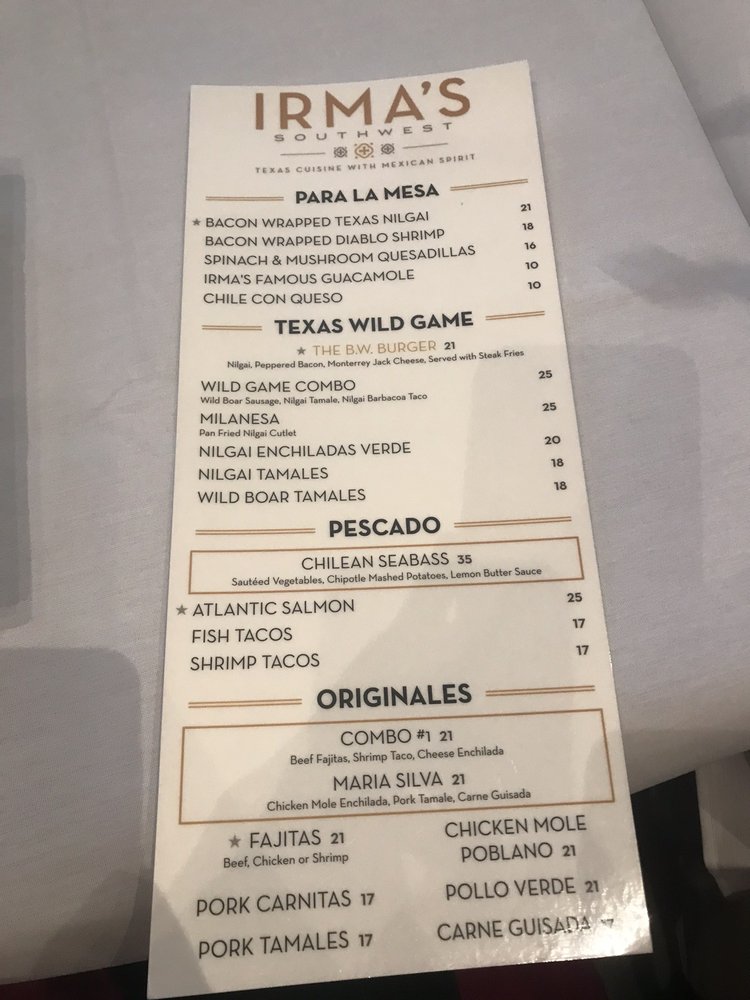 IRMA'S
SOUTHWEST
TEXAS CUISINE WITH MEXICAN SPIRIT
PARA LA MESA
★ BACON WRAPPED TEXAS NILGAI 21
BACON WRAPPED DIABLO SHRIMP 18
SPINACH & MUSHROOM QUESADILLAS 16
IRMA'S FAMOUS GUACAMOLE 10
CHILE CON QUESO 10
TEXAS WILD GAME
★ THE B.W. BURGER 21
Nilgai, Peppered Bacon, Monterrey Jack Cheese, Served with Steak Fries
WILD GAME COMBO 25
Wild Boar Sausage, Nilgai Tamale, Nilgai Barbacoa Taco
MILANESA 25
Pan Fried Nilgai Cutlet
NILGAI ENCHILADAS VERDE 20
NILGAI TAMALES 18
WILD BOAR TAMALES 18
PESCADO
CHILEAN SEABASS 35
Sautéed Vegetables, Chipotle Mashed Potatoes, Lemon Butter Sauce
★ ATLANTIC SALMON 25
FISH TACOS 17
SHRIMP TACOS 17
ORIGINALES
COMBO #1 21
Beef Fajitas, Shrimp Taco, Cheese Enchilada
MARIA SILVA 21
Chicken Mole Enchilada, Pork Tamale, Carne Guisada
★ FAJITAS 21
Beef, Chicken or Shrimp
PORK CARNITAS 17
PORK TAMALES 17
CHICKEN MOLE
POBLANO 21
POLLO VERDE 21
CARNE GUISADA